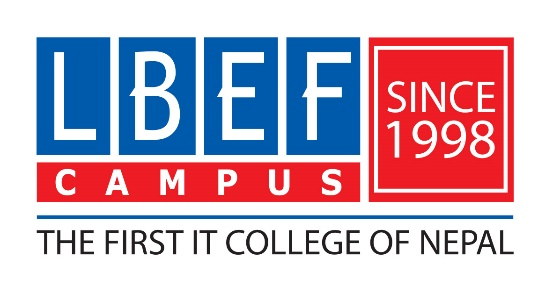 LBEF
CAMPUS
SINCE
1998
THE FIRST IT COLLEGE OF NEPAL